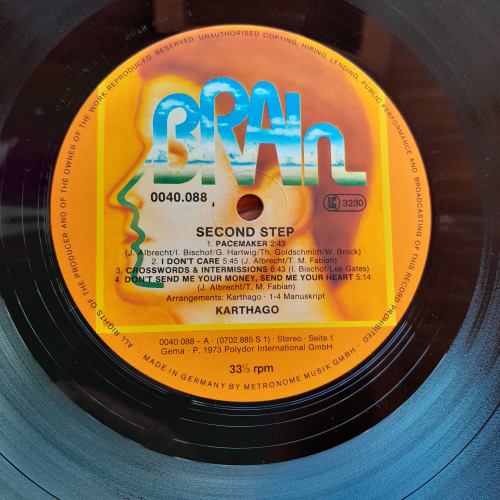 ALL RIGHTS OF THE PRODUCER AND OF THE OWNER OF THE WORK REPRODUCED RESERVED. UNAUTHORISED COPYING, HIRING, LENDING, PUBLIC PERFORMANCE AND BROADCASTING OF THIS RECORD PROHIBITED ·
BRAIn
0040.088
LC 3230
SECOND STEP
1. PACEMAKER 2:43
(J. Albrecht/I. Bischof/G. Hartwig/Th. Goldschmidt/W. Brock)
2. I DON'T CARE 5:45 (J. Albrecht/T. M. Fabian)
3. CROSSWORDS & INTERMISSIONS 8:43 (I. Bischof/Lea Gates)
4. DON'T SEND ME YOUR MONEY, SEND ME YOUR HEART 5:14
(J. Albrecht/T. M. Fabian)
Arrangements: Karthago · 1-4 Manuskript
KARTHAGO
0040.088 - A · (0702.885 S 1) · Stereo · Seite 1
Gema · P. 1973 Polydor International GmbH
33⅓ rpm
· MADE IN GERMANY BY METRONOME MUSIK GMBH ·